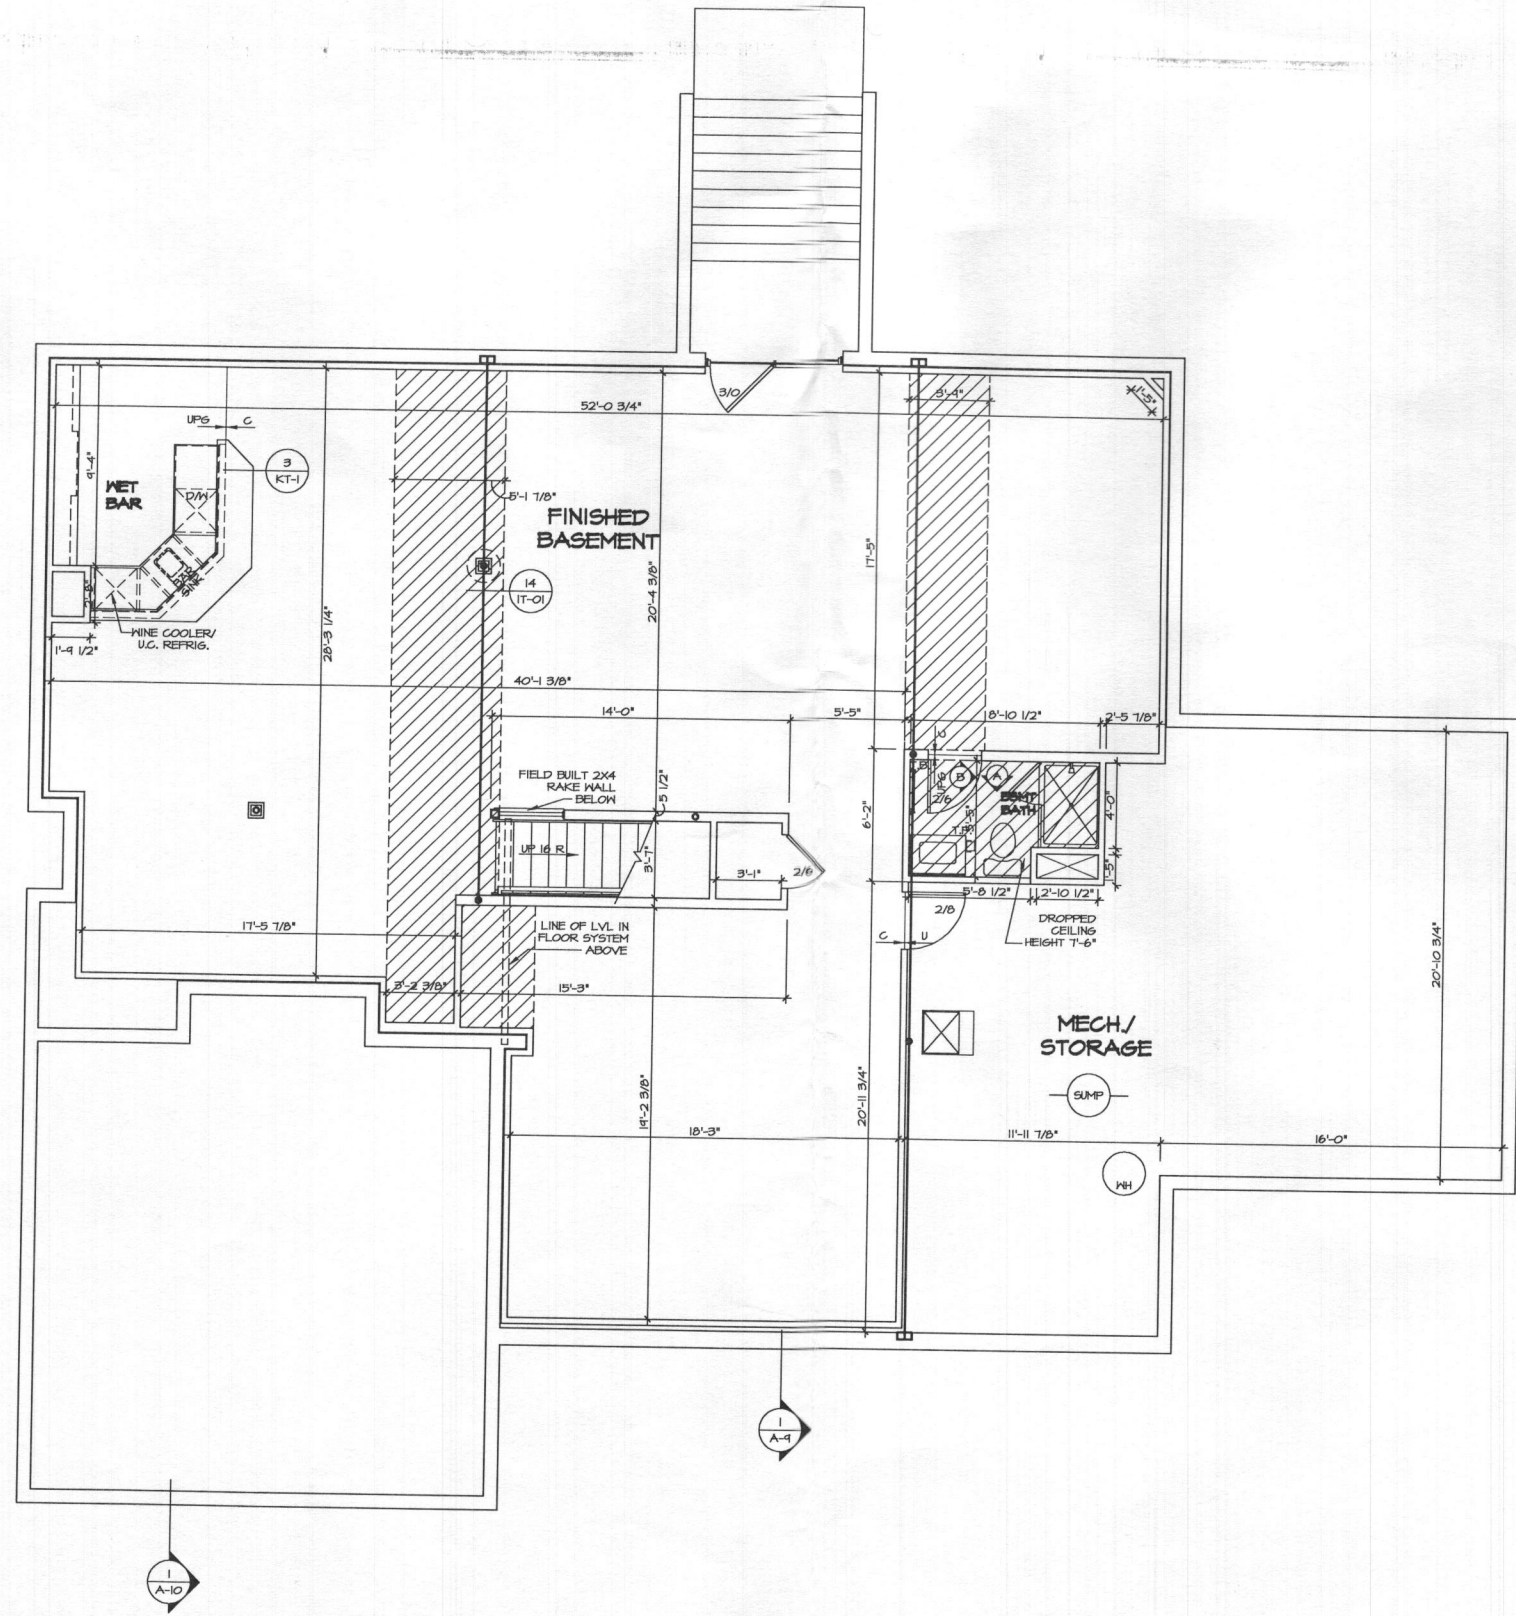 3/0
3'-9"
1'-5"
52'-0 3/4"
UPG
C
9'-4"
3
KT-1
WET
BAR
D/W
5'-1 7/8"
FINISHED
BASEMENT
17'-5"
BAR
SINK
14
IT-01
20'-4 3/8"
28'-3 1/4"
WINE COOLER/
U.C. REFRIG.
1'-9 1/2"
40'-1 3/8"
14'-0"
5'-5"
8'-10 1/2"
2'-5 7/8"
C
UPG
FIELD BUILT 2X4
RAKE WALL
BELOW
5 1/2"
B
A
2/6
BSMT
BATH
4'-0"
6'-2"
UP 16 R
3'-7"
3'-1"
2/6
5'-8 1/2"
2'-10 1/2"
2/8
17'-5 7/8"
LINE OF LVL IN
FLOOR SYSTEM
ABOVE
C
U
DROPPED
CEILING
HEIGHT 7'-6"
3'-2 3/8"
15'-3"
20'-10 3/4"
MECH./
STORAGE
SUMP
19'-2 3/8"
20'-11 3/4"
18'-3"
11'-11 7/8"
16'-0"
WH
1
A-9
1
A-10